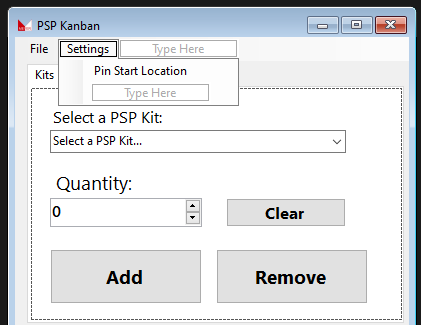 PSP Kanban
File Settings Type Here
Pin Start Location
Type Here
Kits
Select a PSP Kit:
Select a PSP Kit...
Quantity:
0 Clear
Add Remove